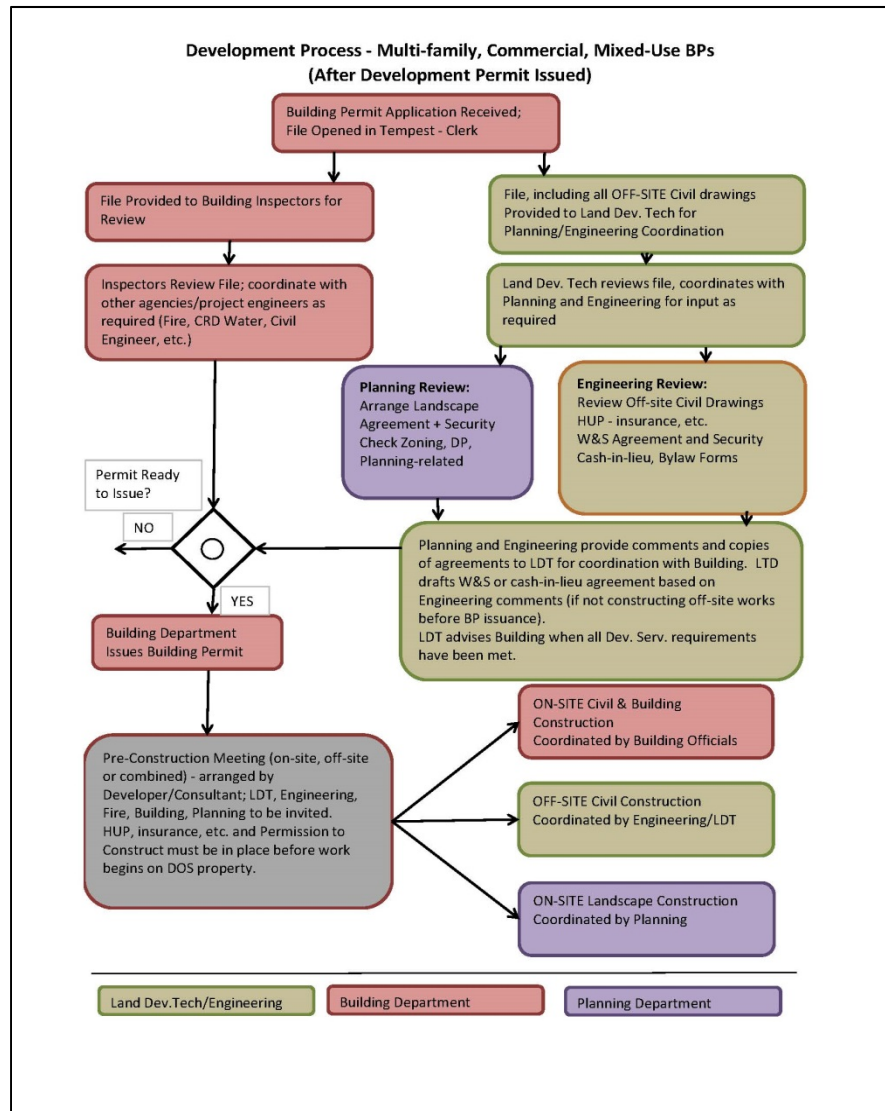 Development Process - Multi-family, Commercial, Mixed-Use BPs
(After Development Permit Issued)
Building Permit Application Received;
File Opened in Tempest - Clerk
File Provided to Building Inspectors for
Review
File, including all OFF-SITE Civil drawings
Provided to Land Dev. Tech for
Planning/Engineering Coordination
Inspectors Review File; coordinate with
other agencies/project engineers as
required (Fire, CRD Water, Civil
Engineer, etc.)
Land Dev. Tech reviews file, coordinates with
Planning and Engineering for input as
required
Planning Review:
Arrange Landscape
Agreement + Security
Check Zoning, DP,
Planning-related
Engineering Review:
Review Off-site Civil Drawings
HUP - insurance, etc.
W&S Agreement and Security
Cash-in-lieu, Bylaw Forms
Permit Ready
to Issue?
NO
YES
Planning and Engineering provide comments and copies
of agreements to LDT for coordination with Building. LTD
drafts W&S or cash-in-lieu agreement based on
Engineering comments (if not constructing off-site works
before BP issuance).
LDT advises Building when all Dev. Serv. requirements
have been met.
Building Department
Issues Building Permit
Pre-Construction Meeting (on-site, off-site
or combined) - arranged by
Developer/Consultant; LDT, Engineering,
Fire, Building, Planning to be invited.
HUP, insurance, etc. and Permission to
Construct must be in place before work
begins on DOS property.
ON-SITE Civil & Building
Construction
Coordinated by Building Officials
OFF-SITE Civil Construction
Coordinated by Engineering/LDT
ON-SITE Landscape Construction
Coordinated by Planning
Land Dev.Tech/Engineering
Building Department
Planning Department